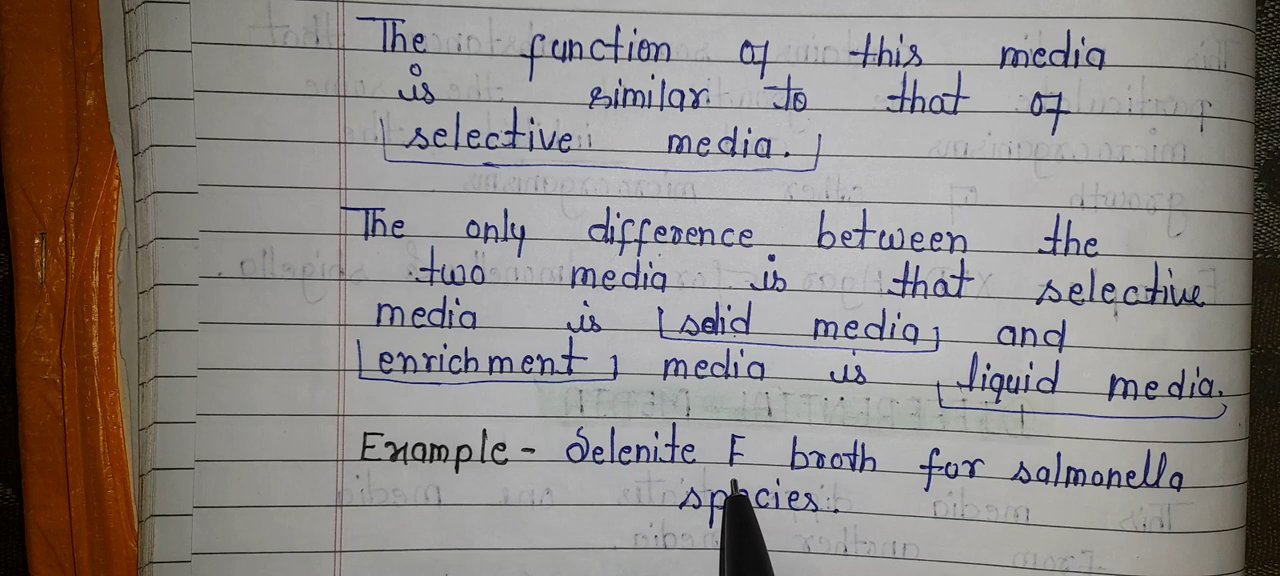 The function of this media
is similar to that of
selective media.
The only difference between the
two media is that selective
media is solid media and
enrichment media is liquid media.
Example - Selenite F broth for salmonella
species.